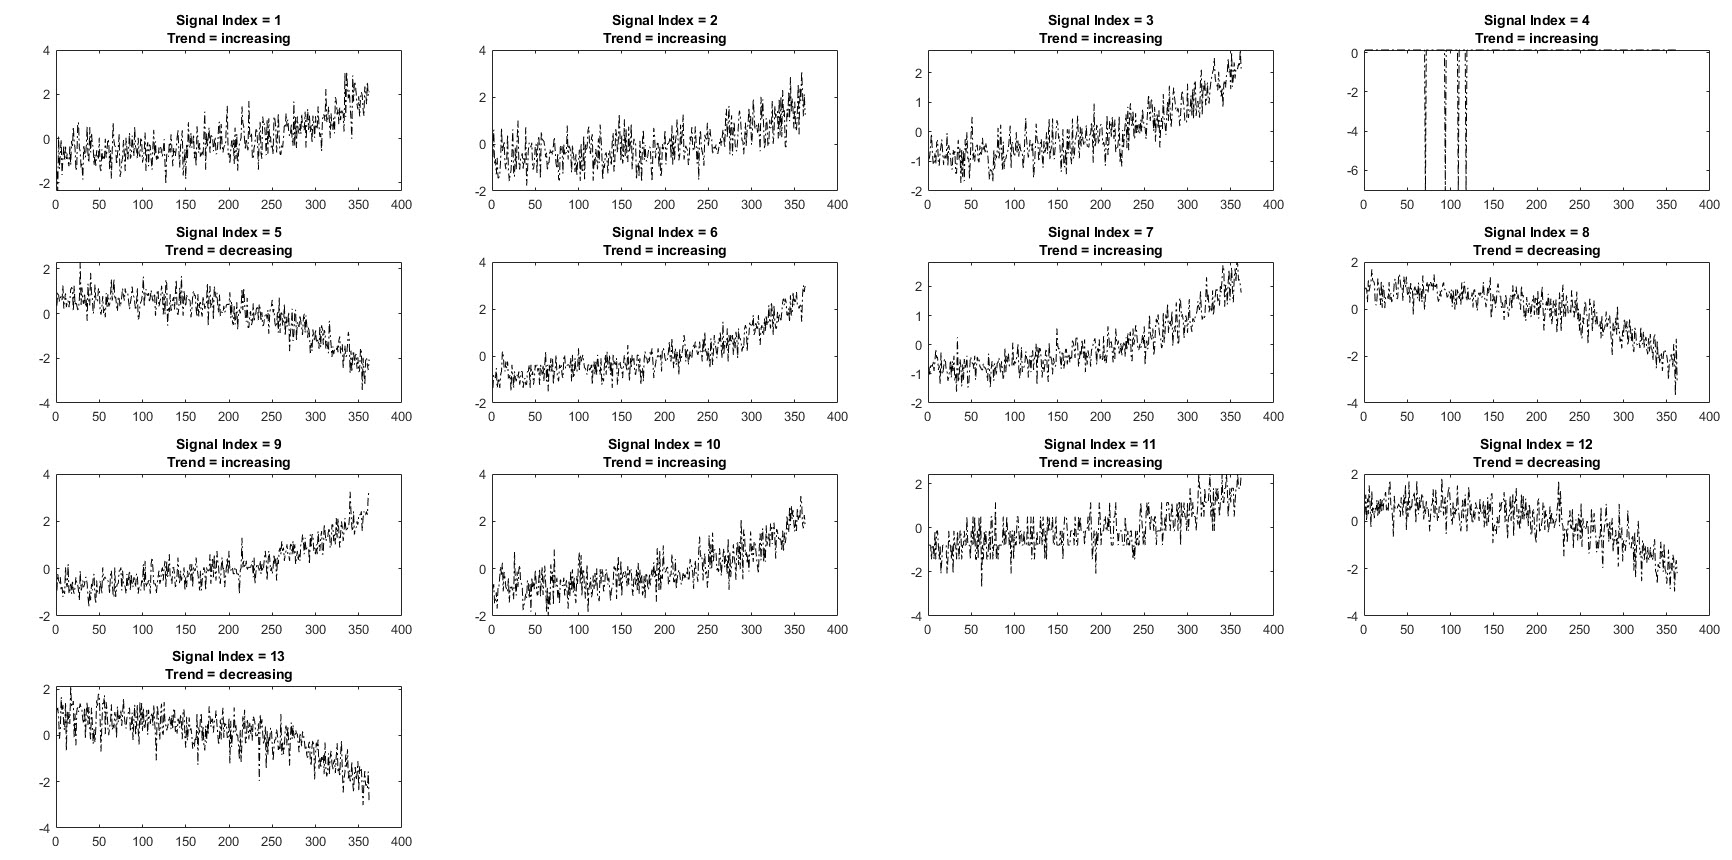 Signal Index = 1
Trend = increasing
4
2
0
-2
0 50 100 150 200 250 300 350 400
Signal Index = 2
Trend = increasing
4
2
0
-2
0 50 100 150 200 250 300 350 400
Signal Index = 3
Trend = increasing
2
1
0
-1
-2
0 50 100 150 200 250 300 350 400
Signal Index = 4
Trend = increasing
0
-2
-4
-6
0 50 100 150 200 250 300 350 400
Signal Index = 5
Trend = decreasing
2
0
-2
-4
0 50 100 150 200 250 300 350 400
Signal Index = 6
Trend = increasing
4
2
0
-2
0 50 100 150 200 250 300 350 400
Signal Index = 7
Trend = increasing
2
1
0
-1
-2
0 50 100 150 200 250 300 350 400
Signal Index = 8
Trend = decreasing
2
0
-2
-4
0 50 100 150 200 250 300 350 400
Signal Index = 9
Trend = increasing
4
2
0
-2
0 50 100 150 200 250 300 350 400
Signal Index = 10
Trend = increasing
4
2
0
-2
0 50 100 150 200 250 300 350 400
Signal Index = 11
Trend = increasing
2
0
-2
-4
0 50 100 150 200 250 300 350 400
Signal Index = 12
Trend = decreasing
2
0
-2
-4
0 50 100 150 200 250 300 350 400
Signal Index = 13
Trend = decreasing
2
0
-2
-4
0 50 100 150 200 250 300 350 400